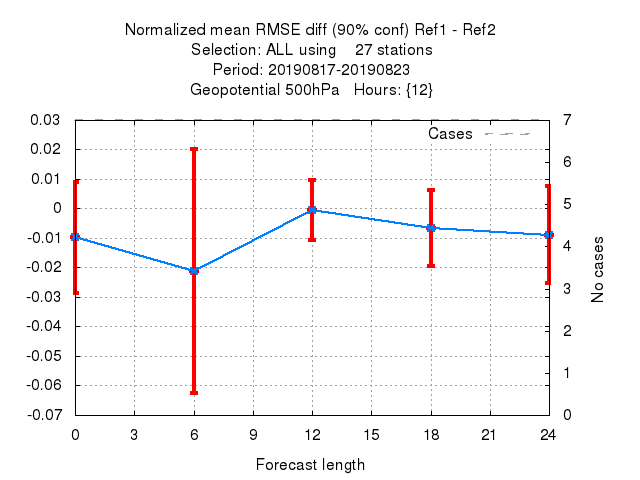 Normalized mean RMSE diff (90% conf) Ref1 - Ref2
Selection: ALL using    27 stations
Period: 20190817-20190823
Geopotential 500hPa   Hours: {12}
0.03
0.02
0.01
0
-0.01
-0.02
-0.03
-0.04
-0.05
-0.06
-0.07
Cases
7
6
5
4
3
2
1
0
No cases
0 3 6 9 12 15 18 21 24
Forecast length